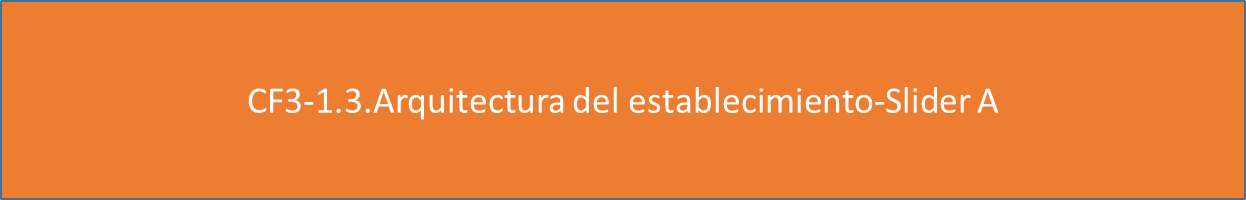 CF3-1.3.Arquitectura del establecimiento-Slider A